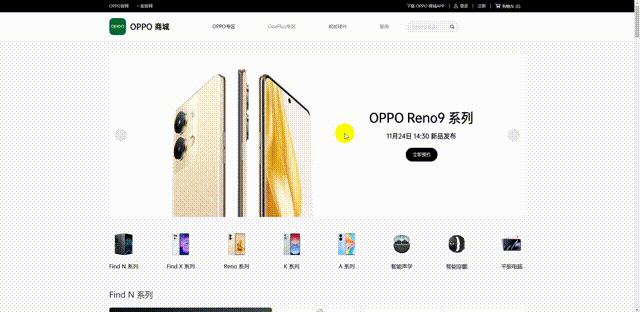 OPPO官网
一加官网
下载 OPPO 商城APP
登录
注册
购物车 (0)
OPPO
OPPO 商城
OPPO专区
OnePlus专区
智能硬件
服务
OPPO Reno9 系列
11月24日 14:30 新品发布
立即预约
Find N 系列
Find X 系列
Reno 系列
K 系列
A 系列
智能声学
智能穿戴
平板电脑
Find N 系列